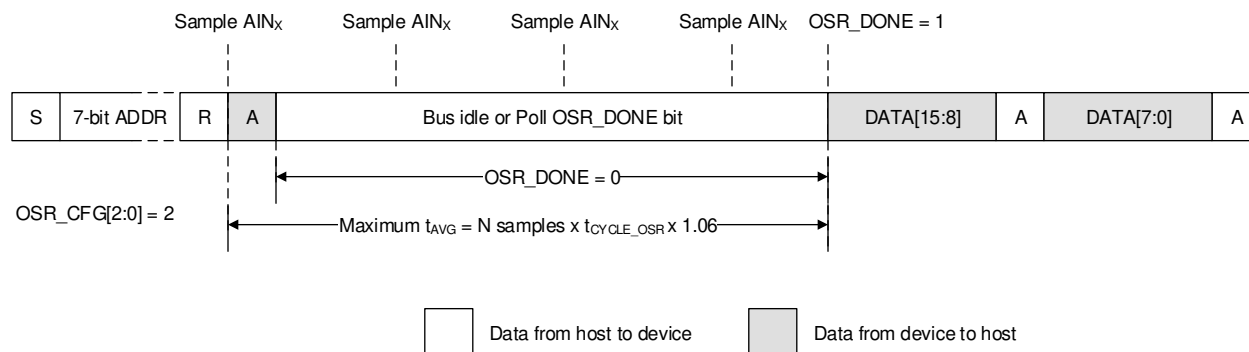 Sample AINX Sample AINX Sample AINX Sample AINX OSR_DONE = 1
S 7-bit ADDR R A Bus idle or Poll OSR_DONE bit DATA[15:8] A DATA[7:0] A
OSR_DONE = 0
OSR_CFG[2:0] = 2
Maximum tAVG = N samples x tCYCLE_OSR x 1.06
Data from host to device Data from device to host